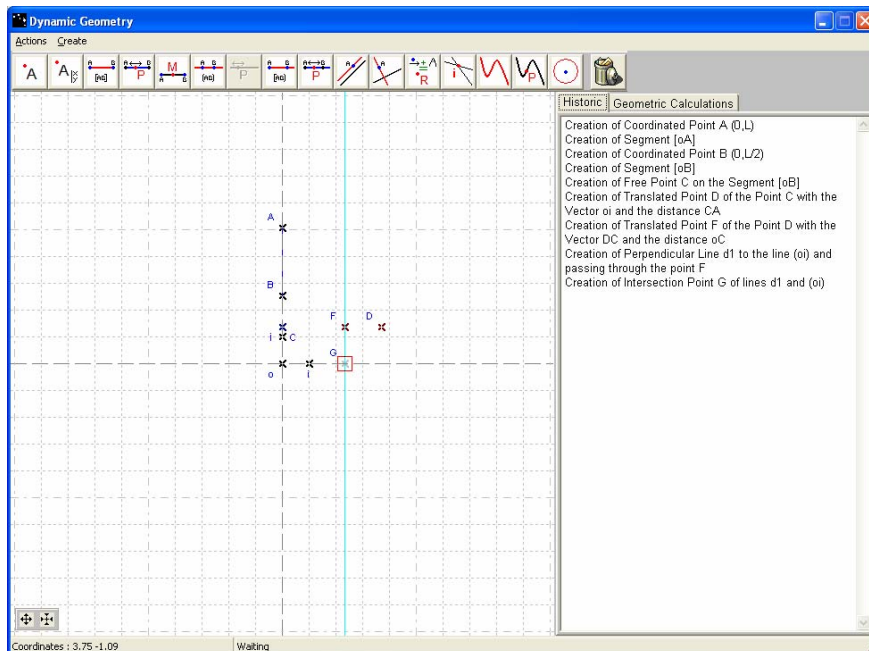 Dynamic Geometry
Actions Create
A A x y A B [AB] A B P M A B A B [AB] P A B [AB] A B P A A A R i P
Historic Geometric Calculations
Creation of Coordinated Point A (0,L)
Creation of Segment [oA]
Creation of Coordinated Point B (0,L/2)
Creation of Segment [oB]
Creation of Free Point C on the Segment [oB]
Creation of Translated Point D of the Point C with the
Vector oi and the distance CA
Creation of Translated Point F of the Point D with the
Vector DC and the distance oC
Creation of Perpendicular Line d1 to the line (oi) and
passing through the point F
Creation of Intersection Point G of lines d1 and (oi)
A
B
F D
i C
G
o i
Coordinates : 3.75 -1.09 Waiting